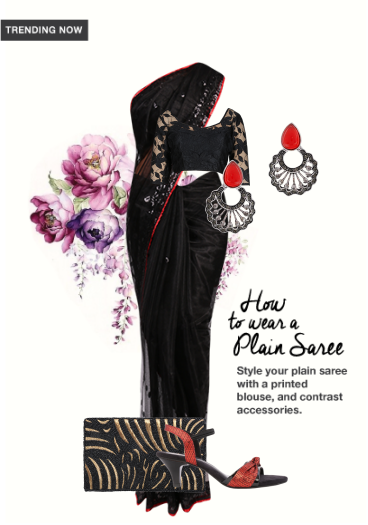 TRENDING NOW
How
to wear a
Plain Saree
Style your plain saree
with a printed
blouse, and contrast
accessories.